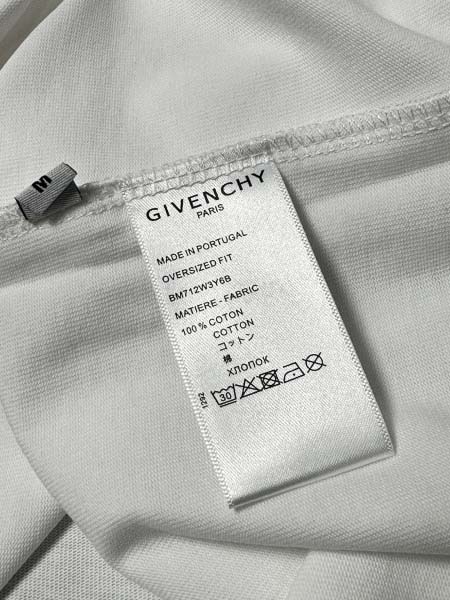 M
GIVENCHY
PARIS
MADE IN PORTUGAL
OVERSIZED FIT
BM712W3Y6B
MATIERE - FABRIC
100 % COTON
COTTON
コットン
棉
ХЛОПОК
1292
30